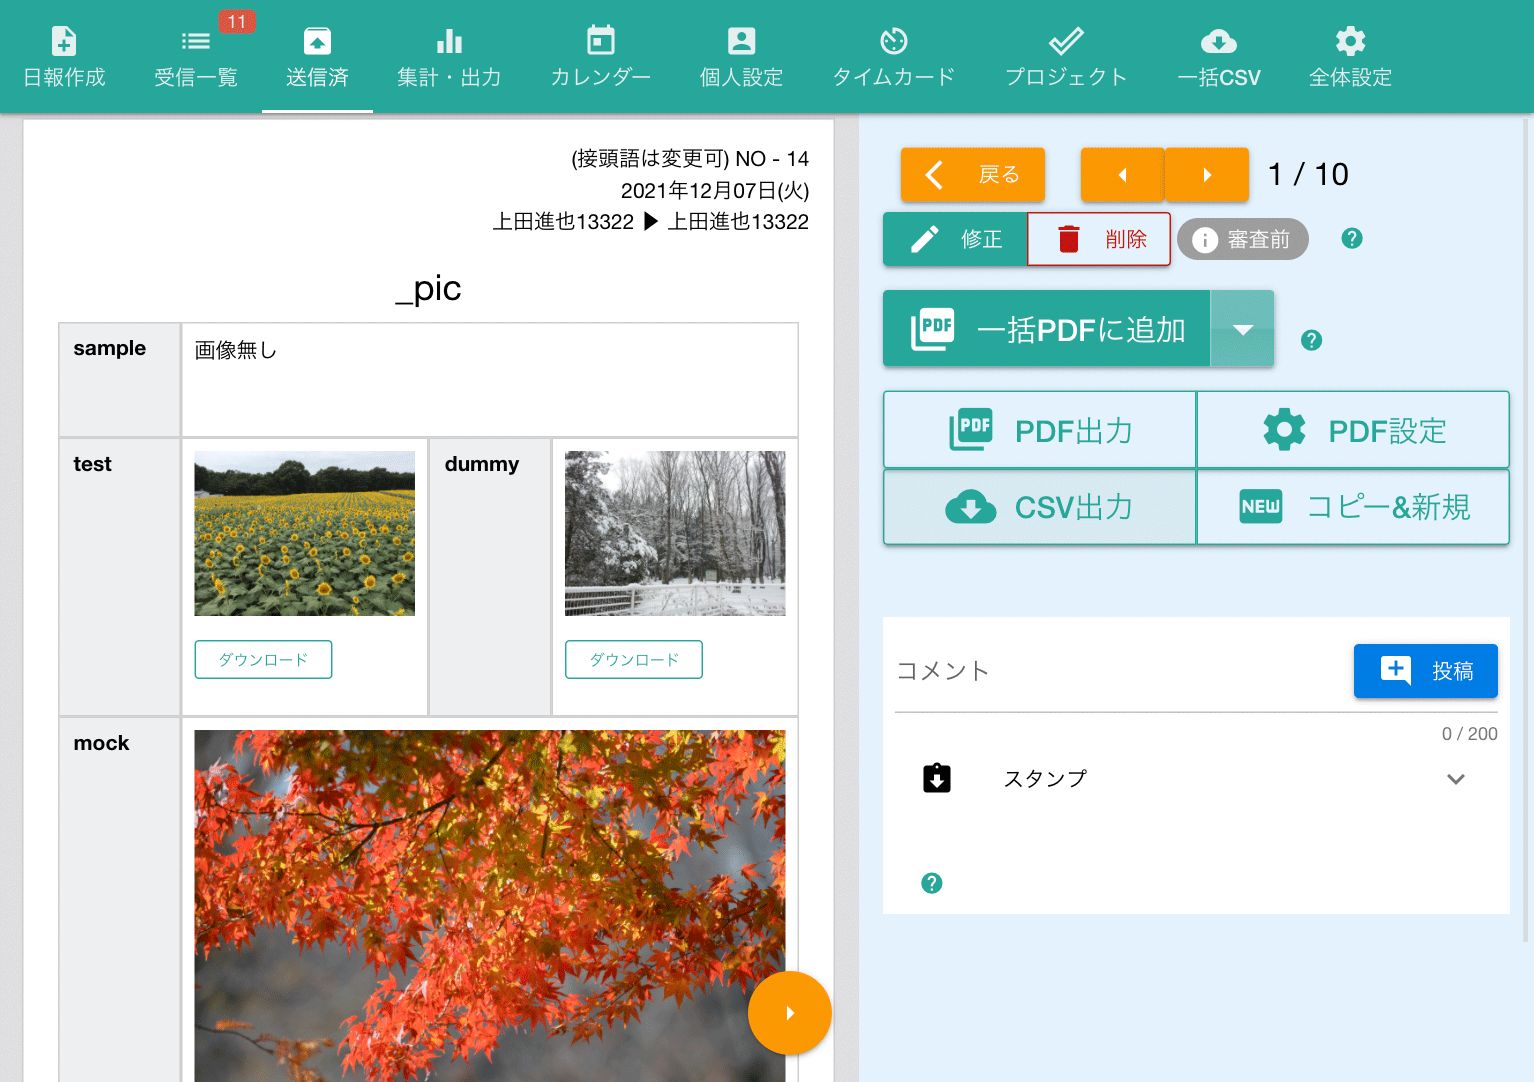 11
日報作成
受信一覧
送信済
集計・出力
カレンダー
個人設定
タイムカード
プロジェクト
一括CSV
全体設定
(接頭語は変更可) NO - 14
2021年12月07日(火)
上田進也13322 ▶ 上田進也13322
_pic
sample
画像無し
test
ダウンロード
dummy
ダウンロード
mock
戻る
1 / 10
修正
削除
審査前
PDF
一括PDFに追加
PDF
PDF出力
PDF設定
CSV出力
NEW
コピー&新規
コメント
投稿
0 / 200
スタンプ